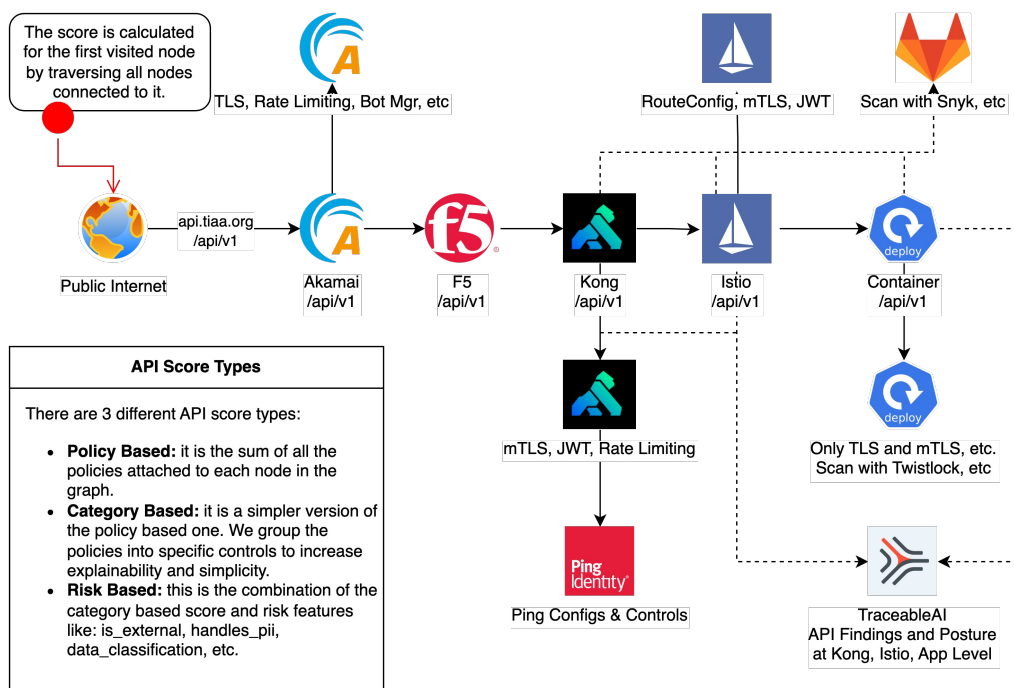 The score is calculated
for the first visited node
by traversing all nodes
connected to it.
A
TLS, Rate Limiting, Bot Mgr, etc
RouteConfig, mTLS, JWT
Scan with Snyk, etc
api.tiaa.org
/api/v1
A
f5
®
deploy
Public Internet
Akamai
/api/v1
F5
/api/v1
Kong
/api/v1
Istio
/api/v1
Container
/api/v1
API Score Types
There are 3 different API score types:
• Policy Based: it is the sum of all the
policies attached to each node in the
graph.
• Category Based: it is a simpler version of
the policy based one. We group the
policies into specific controls to increase
explainability and simplicity.
• Risk Based: this is the combination of the
category based score and risk features
like: is_external, handles_pii,
data_classification, etc.
mTLS, JWT, Rate Limiting
deploy
Only TLS and mTLS, etc.
Scan with Twistlock, etc
Ping
Identity®
Ping Configs & Controls
TraceableAI
API Findings and Posture
at Kong, Istio, App Level